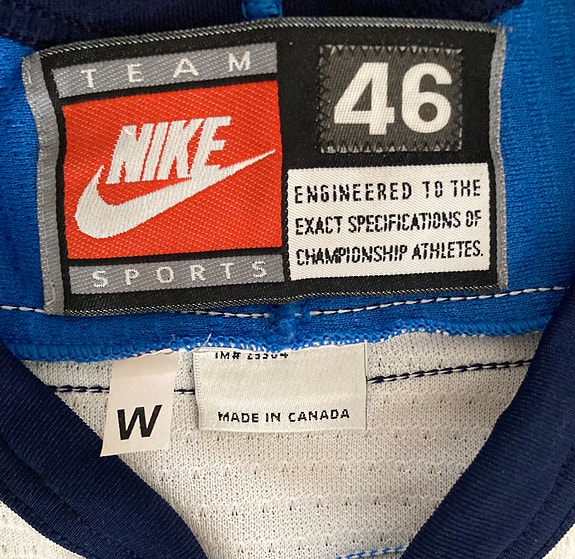 TEAM
NIKE
SPORTS
46
ENGINEERED TO THE
EXACT SPECIFICATIONS OF
CHAMPIONSHIP ATHLETES.
W
MADE IN CANADA